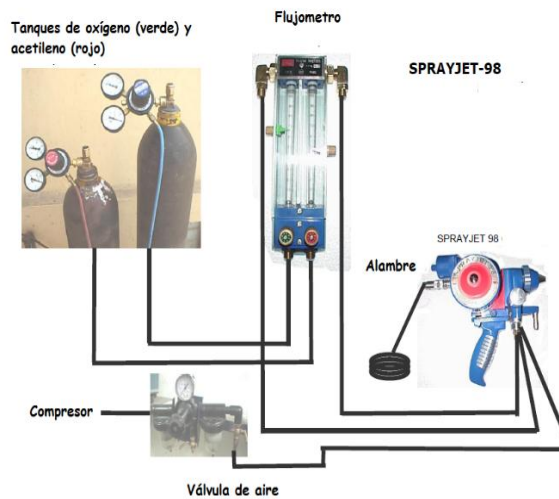 Flujometro
Tanques de oxígeno (verde) y
acetileno (rojo)
SPRAYJET-98
SPRAYJET 98
Alambre
Compresor
Válvula de aire